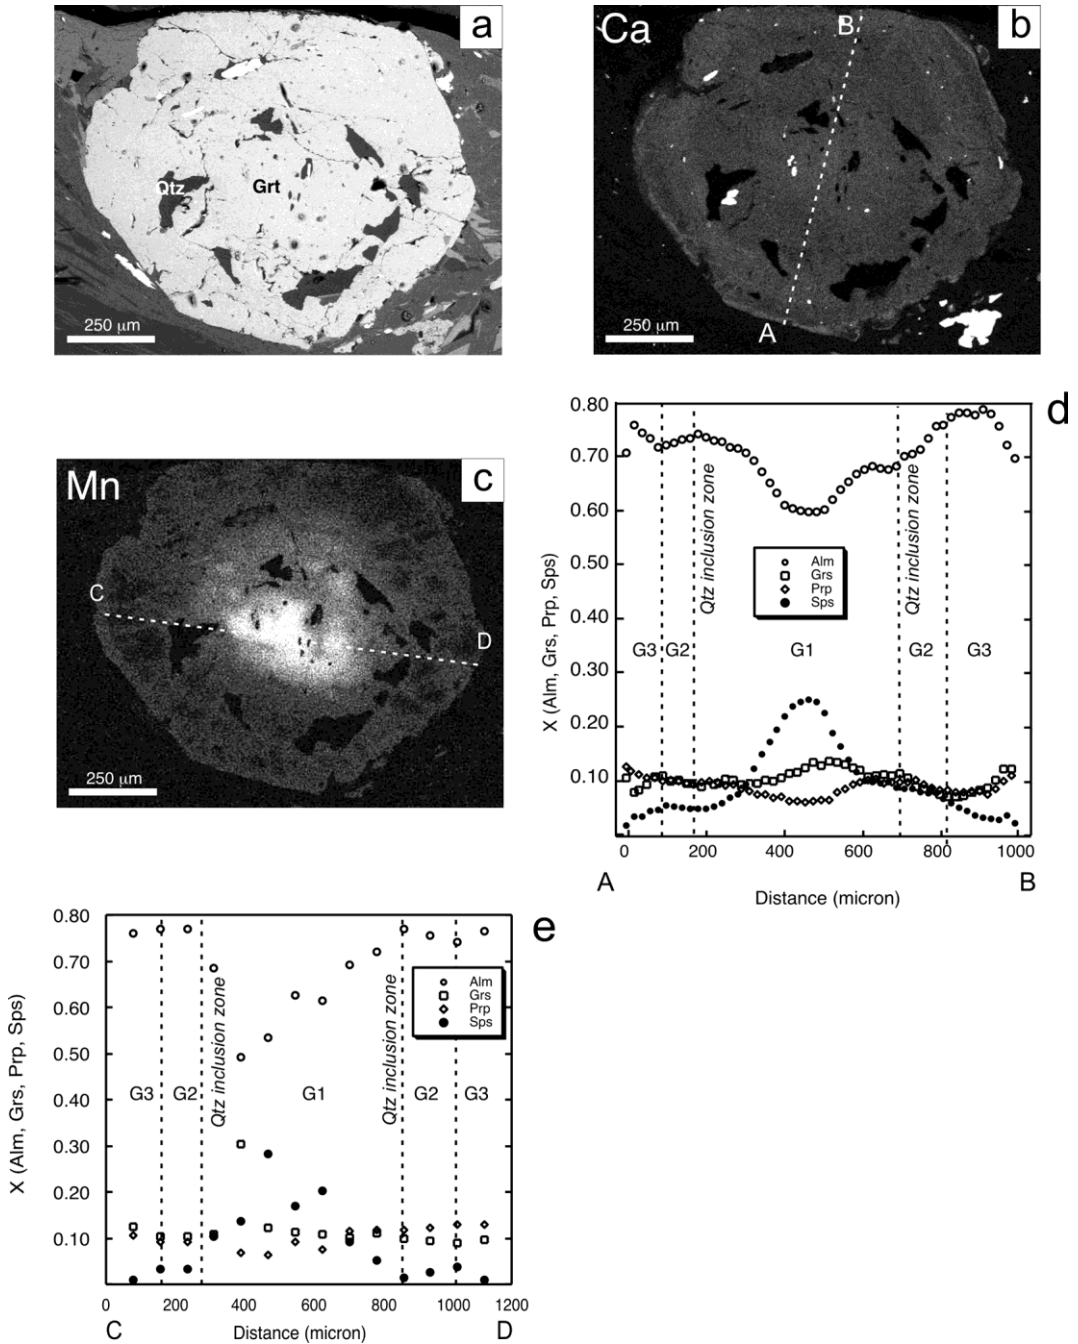 a
Qtz
Grt
250 μm
Ca
B
b
A
250 μm
Mn
c
C
D
250 μm
d
X (Alm, Grs, Prp, Sps)
0.80
0.70
0.60
0.50
0.40
0.30
0.20
0.10
Qtz inclusion zone
Qtz inclusion zone
Alm
Grs
Prp
Sps
G3
G2
G1
G2
G3
0
200
400
600
800
1000
A
B
Distance (micron)
e
X (Alm, Grs, Prp, Sps)
0.80
0.70
0.60
0.50
0.40
0.30
0.20
0.10
Qtz inclusion zone
Qtz inclusion zone
Alm
Grs
Prp
Sps
G3
G2
G1
G2
G3
0
200
400
600
800
1000
1200
C
Distance (micron)
D